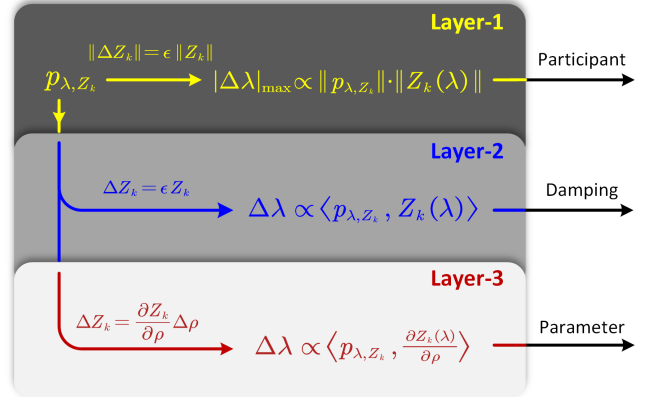 Layer-1
‖ΔZ_k‖=ϵ‖Z_k‖
p_{λ,Z_k}
|Δλ|_max∝‖p_{λ,Z_k}‖·‖Z_k(λ)‖
Participant
Layer-2
ΔZ_k=ϵZ_k
Δλ∝⟨p_{λ,Z_k}, Z_k(λ)⟩
Damping
Layer-3
ΔZ_k=∂Z_k/∂ρ Δρ
Δλ∝⟨p_{λ,Z_k}, ∂Z_k(λ)/∂ρ⟩
Parameter